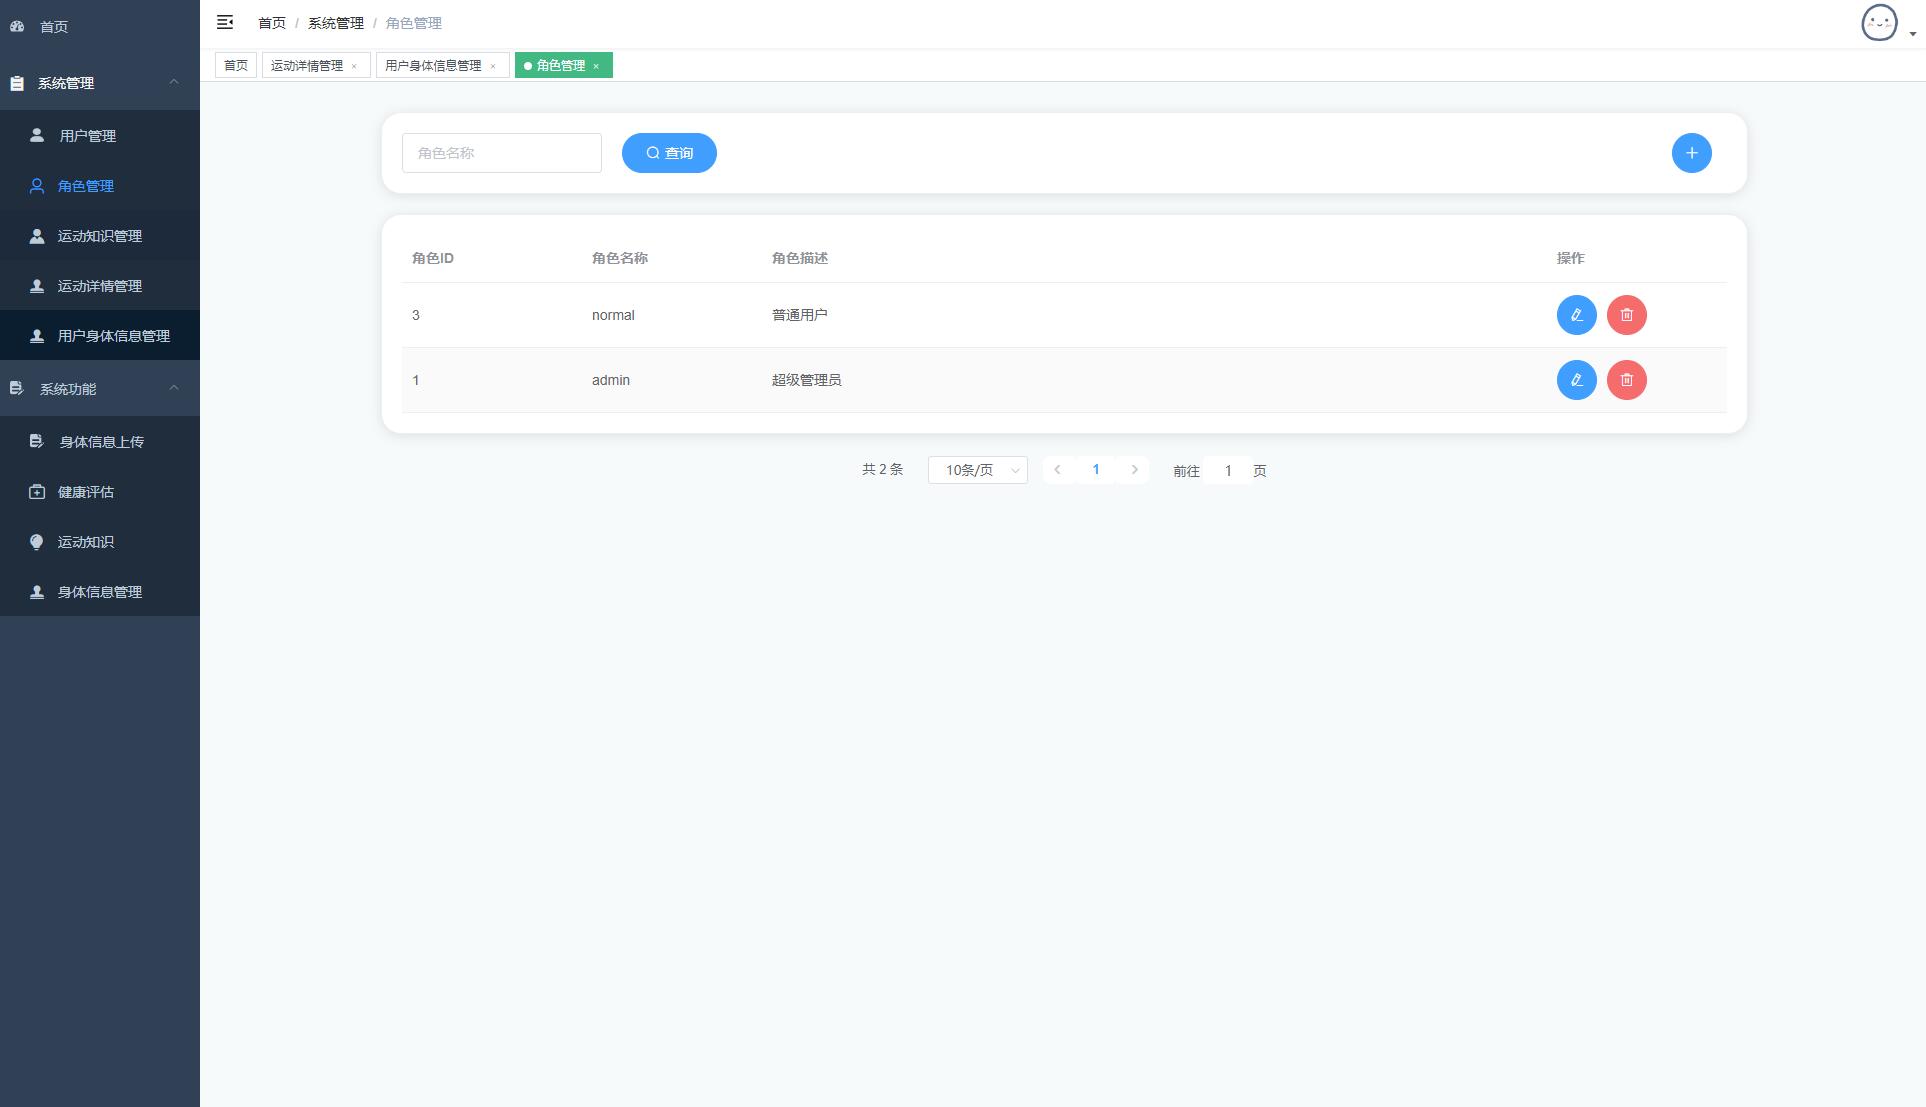 首页
系统管理
用户管理
角色管理
运动知识管理
运动详情管理
用户身体信息管理
系统功能
身体信息上传
健康评估
运动知识
身体信息管理
首页 / 系统管理 / 角色管理
首页 运动详情管理 × 用户身体信息管理 × 角色管理 ×
角色名称 查询
角色ID 角色名称 角色描述 操作
3 normal 普通用户
1 admin 超级管理员
共 2 条 10条/页 1 前往 1 页